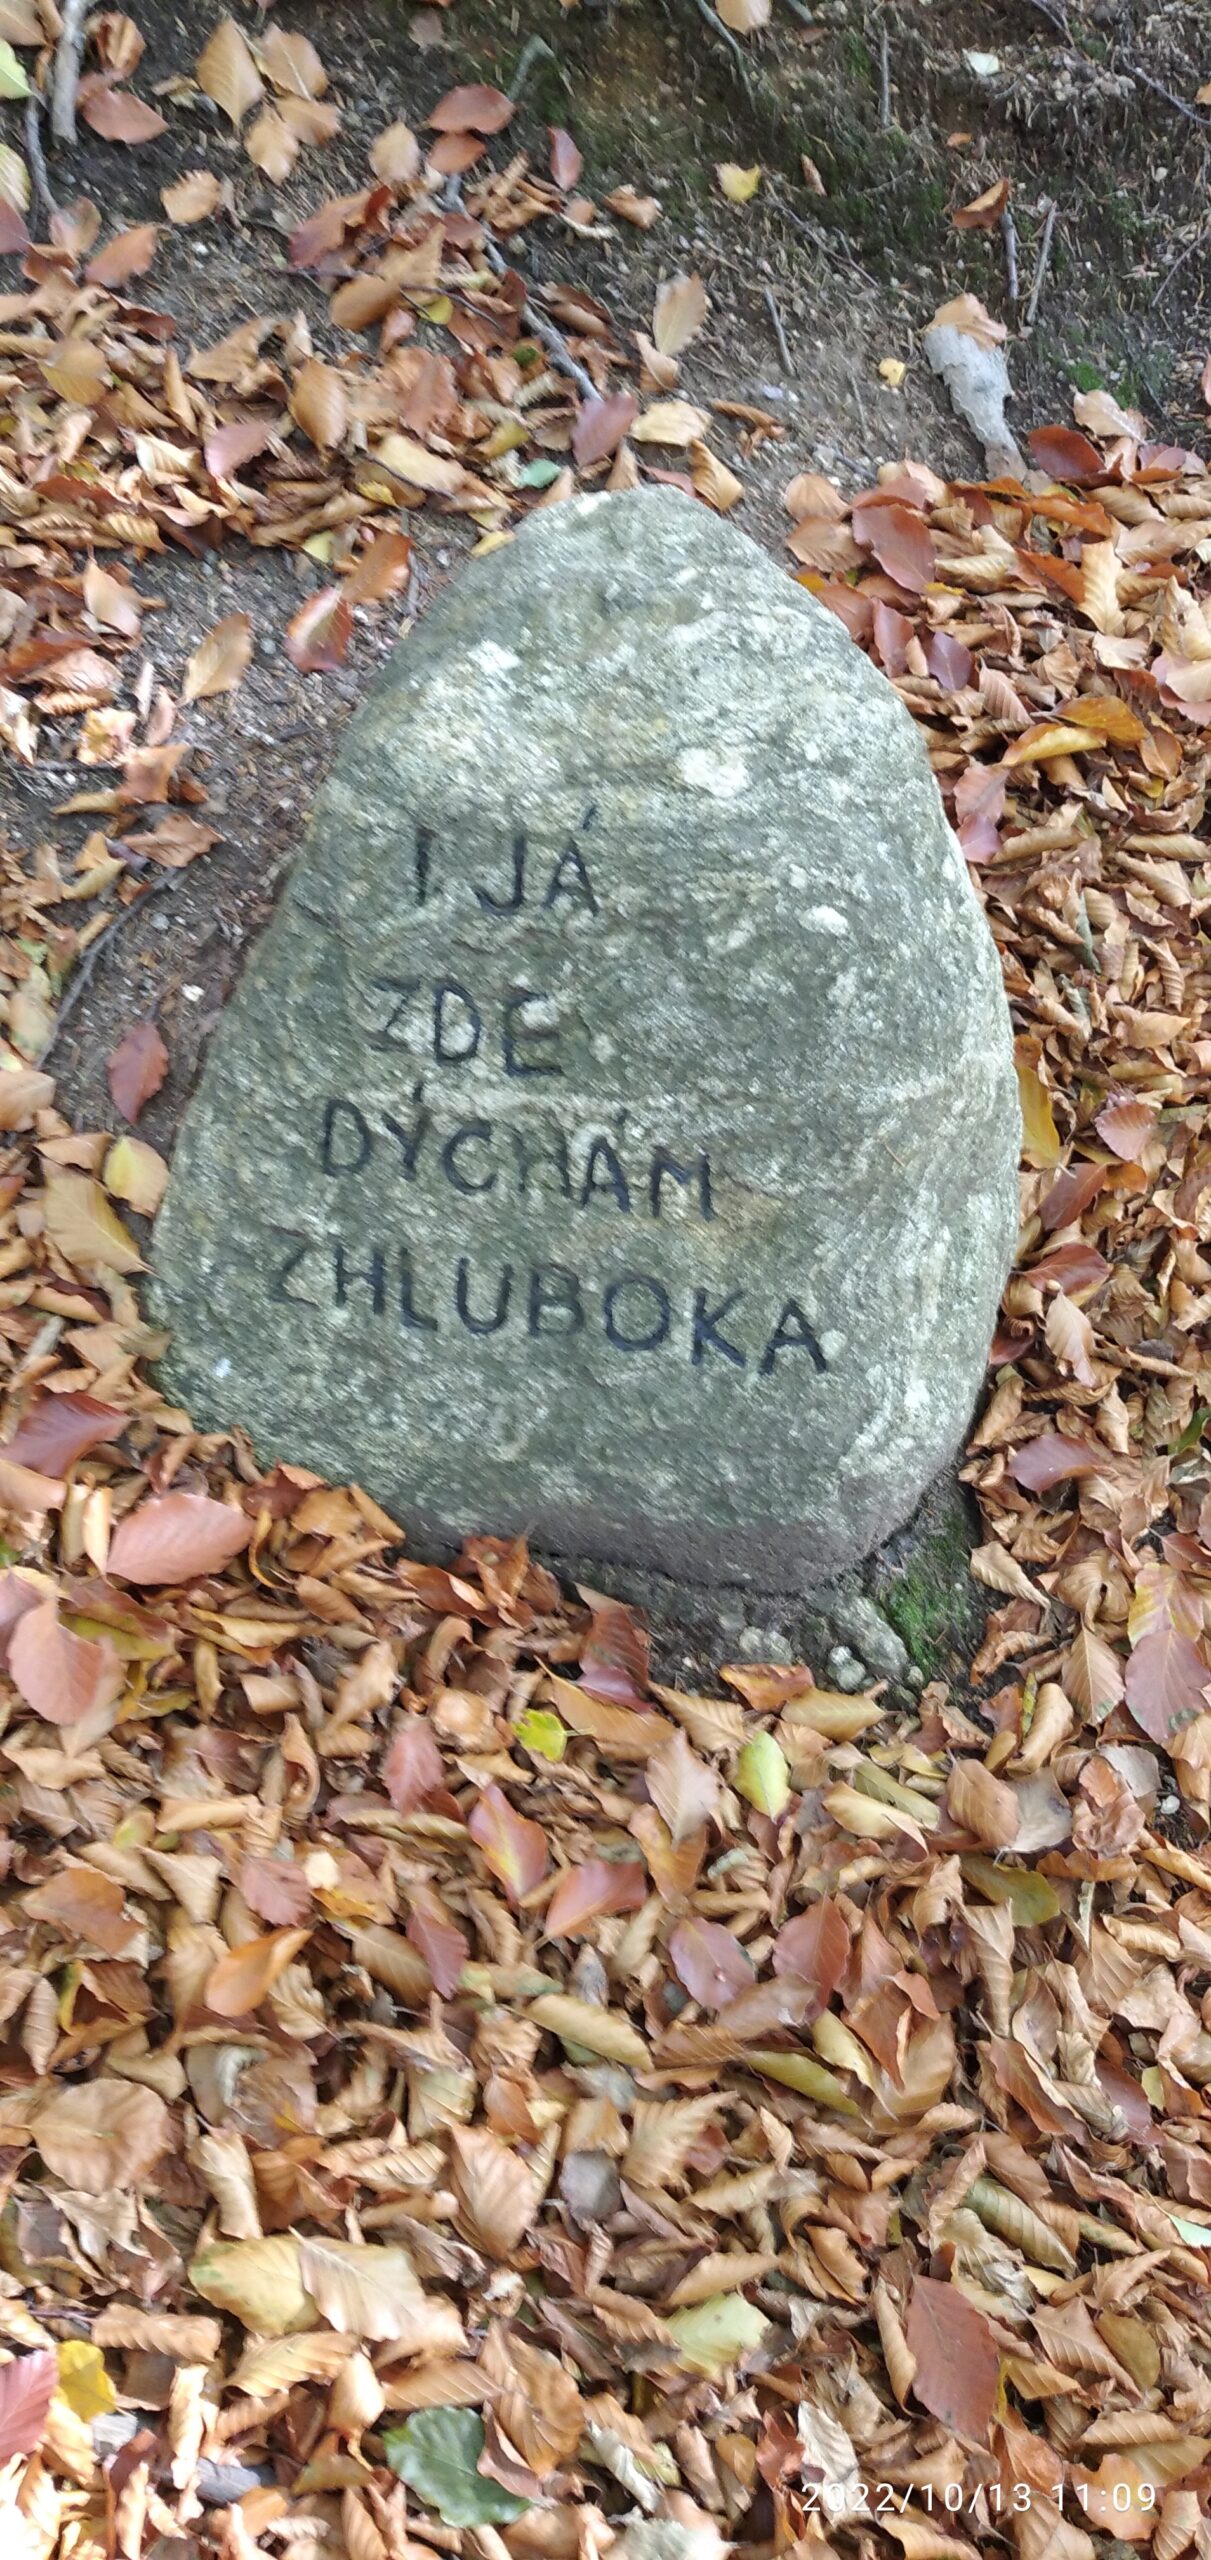 I JÁ
ZDE
DÝCHÁM
ZHLUBOKA
2022/10/13 11:09